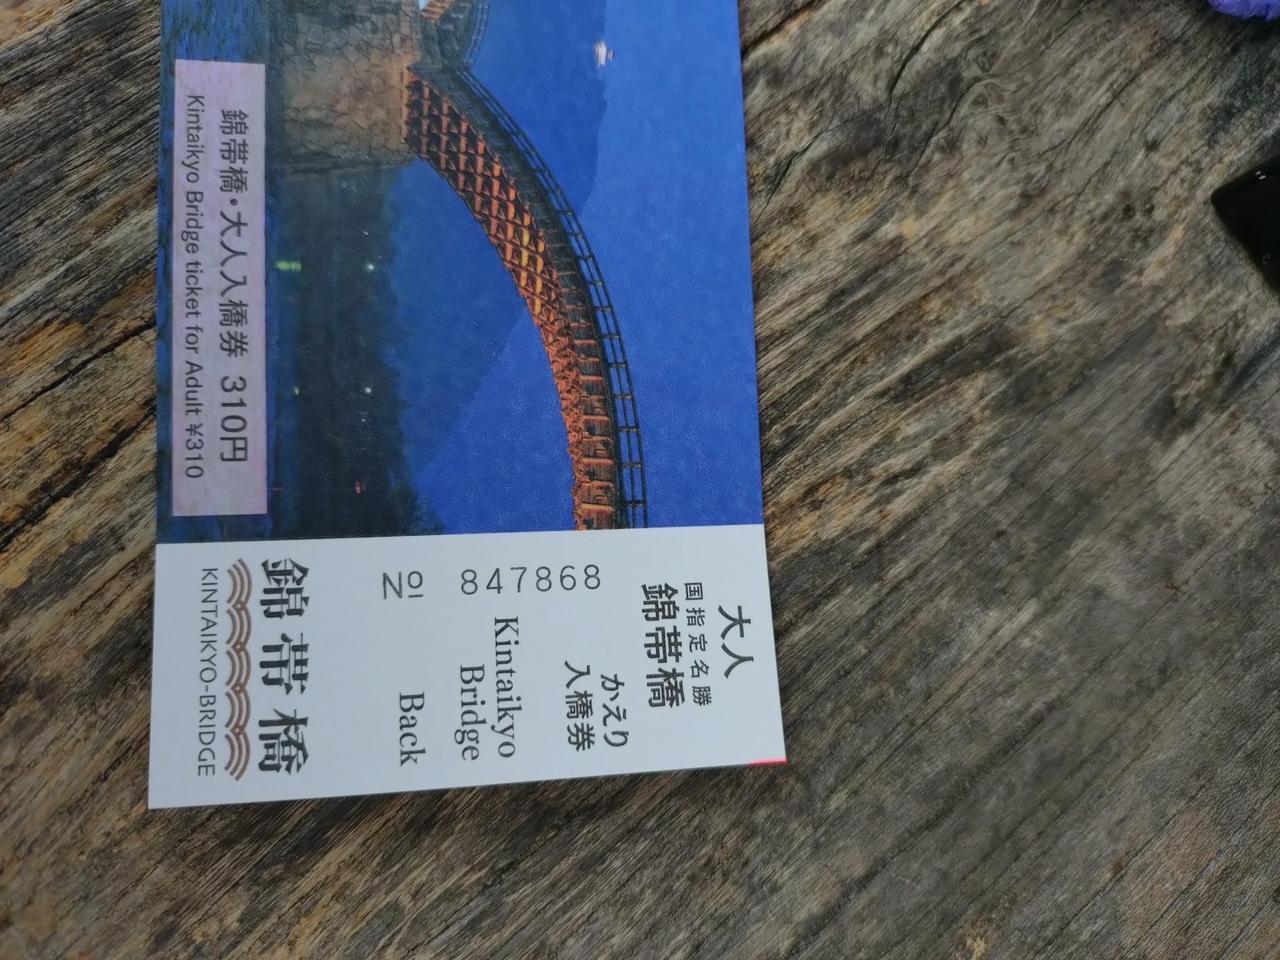 錦帯橋・大人入橋券 310円
Kintaikyo Bridge ticket for Adult ¥310
大人
国指定名勝
錦帯橋
かえり
入橋券
Kintaikyo
Bridge
Back
№ 847868
錦帯橋
KINTAIKYO-BRIDGE